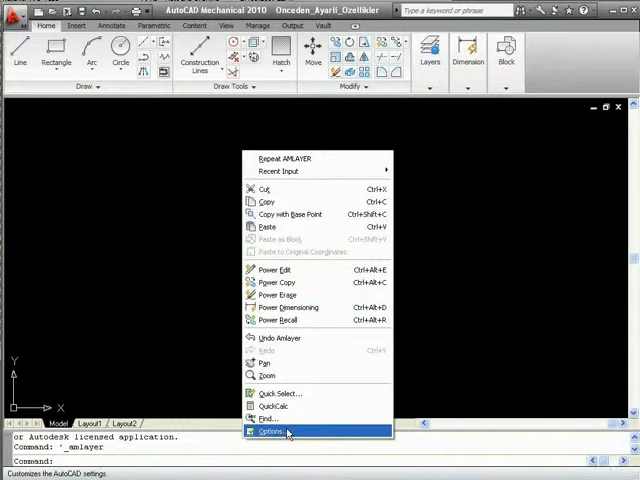 AutoCAD Mechanical 2010
Onceden_Ayarli_Ozellikler
Type a keyword or phrase
Home
Insert
Annotate
Parametric
Content
Options
View
Manage
Output
Vault
Line
Rectangle
Arc
Circle
Construction
Lines
Hatch
Move
Layers
Dimension
Block
Draw
Draw Tools
Modify
Repeat AMLAYER
Recent Input
Cut Ctrl+X
Copy Ctrl+C
Copy with Base Point Ctrl+Shift+C
Paste Ctrl+V
Paste as Block Ctrl+Shift+V
Paste to Original Coordinates
Power Edit Ctrl+Alt+E
Power Copy Ctrl+Alt+C
Power Erase
Power Dimensioning Ctrl+Alt+D
Power Recall Ctrl+Alt+R
Undo Amlayer
Redo Ctrl+Y
Pan
Zoom
Quick Select...
QuickCalc
Find...
Options...
Y
X
Model
Layout1
Layout2
or Autodesk licensed application.
Command: '_amlayer
Command:
Customizes the AutoCAD settings.